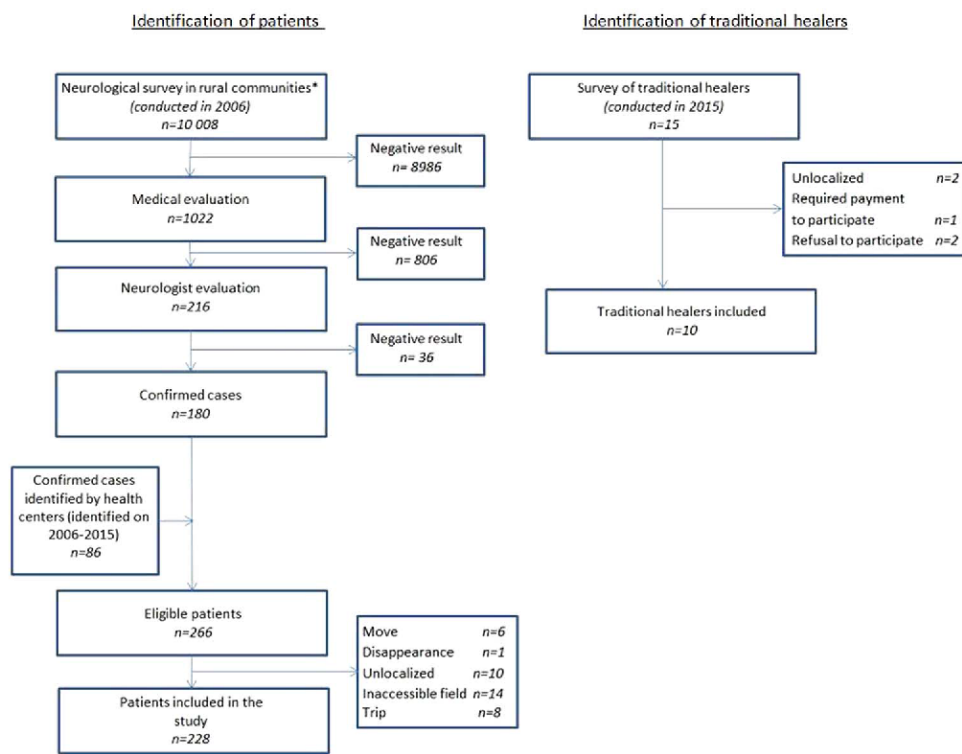 Identification of patients
Neurological survey in rural communities*
(conducted in 2006)
n=10 008
Negative result
n= 8986
Medical evaluation
n=1022
Negative result
n= 806
Neurologist evaluation
n=216
Negative result
n= 36
Confirmed cases
n=180
Confirmed cases
identified by health
centers (identified on
2006-2015)
n=86
Eligible patients
n=266
Move n=6
Disappearance n=1
Unlocalized n=10
Inaccessible field n=14
Trip n=8
Patients included in the
study
n=228
Identification of traditional healers
Survey of traditional healers
(conducted in 2015)
n=15
Unlocalized n=2
Required payment
to participate n=1
Refusal to participate n=2
Traditional healers included
n=10